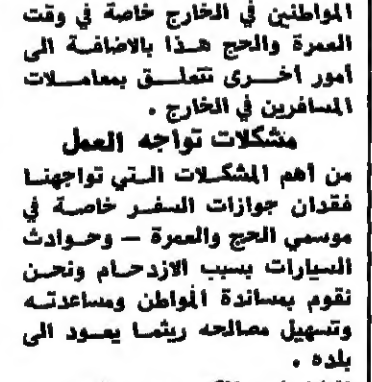 المواطنين في الخارج خاصة في وقت
العمرة والحج هذا بالاضافة الى
أمور اخرى تتعلق بمعاملات
المسافرين في الخارج .
مشكلات تواجه العمل
من أهم المشكلات التي تواجهنا
فقدان جوازات السفر خاصة في
موسمي الحج والعمرة — وحوادث
السيارات بسبب الازدحام ونحن
نقوم بمساندة المواطن ومساعدته
وتسهيل مصالحه ريثما يعود الى
بلده .